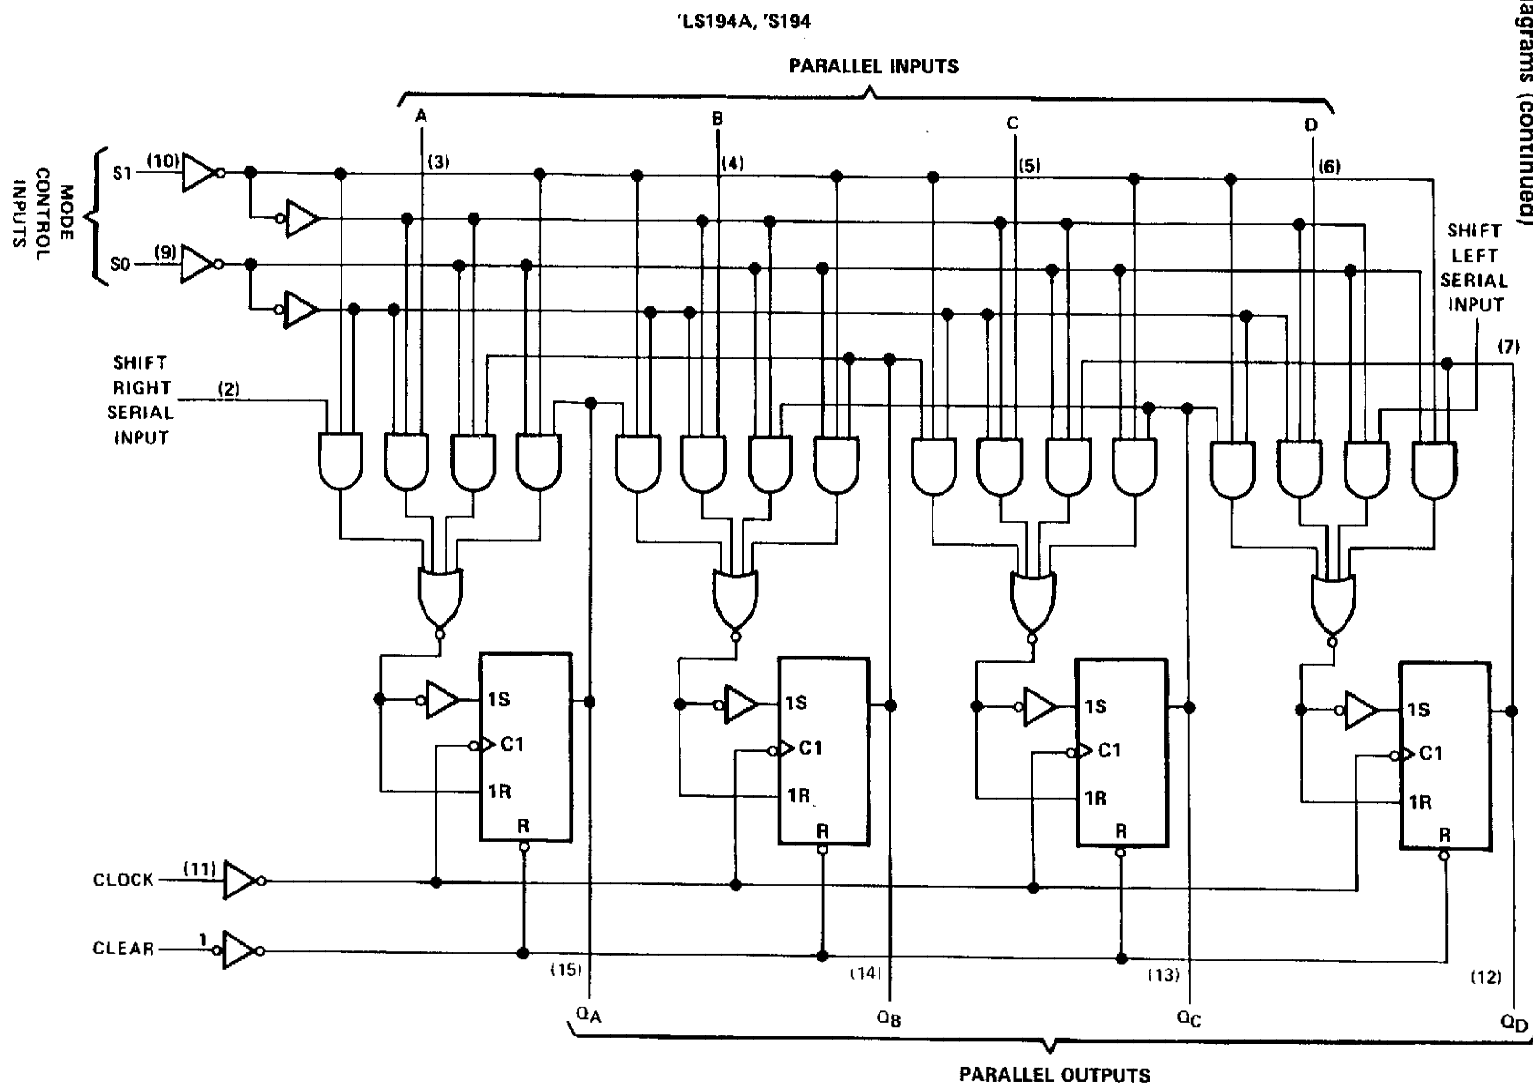 'LS194A, 'S194
agrams (continued)
PARALLEL INPUTS
A
B
C
D
(3)
(4)
(5)
(6)
MODE
CONTROL
INPUTS
S1
(10)
S0
(9)
SHIFT
LEFT
SERIAL
INPUT
(7)
SHIFT
RIGHT
SERIAL
INPUT
(2)
1S
C1
1R
R
1S
C1
1R
R
1S
C1
1R
R
1S
C1
1R
R
CLOCK
(11)
CLEAR
1
(15)
(14)
(13)
(12)
QA
QB
QC
QD
PARALLEL OUTPUTS